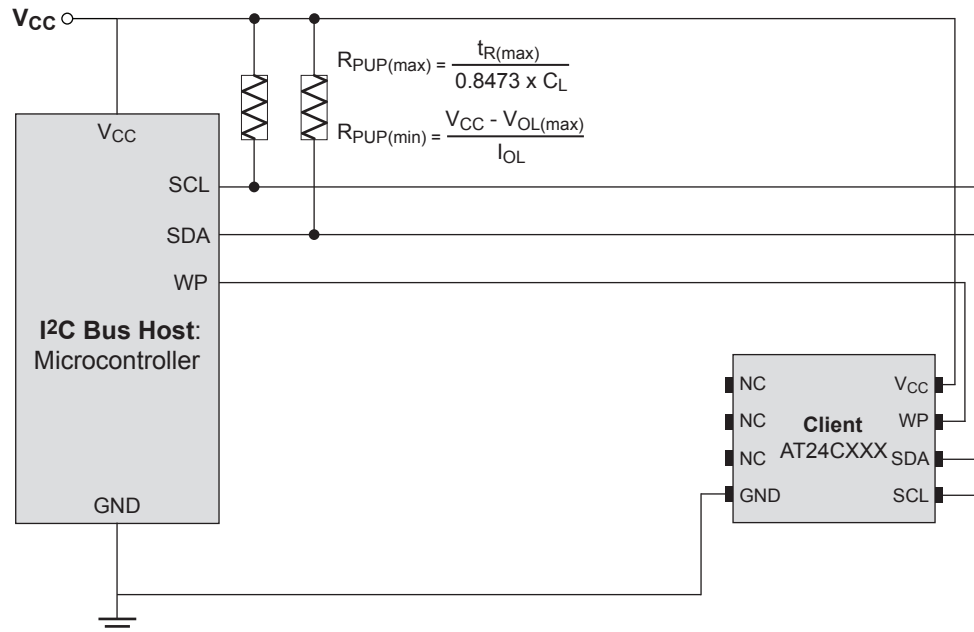 VCC
RPUP(max) = tR(max) / 0.8473 x CL
RPUP(min) = VCC - VOL(max) / IOL
VCC
SCL
SDA
WP
I2C Bus Host:
Microcontroller
GND
NC
NC
NC
GND
Client
AT24CXXX
VCC
WP
SDA
SCL